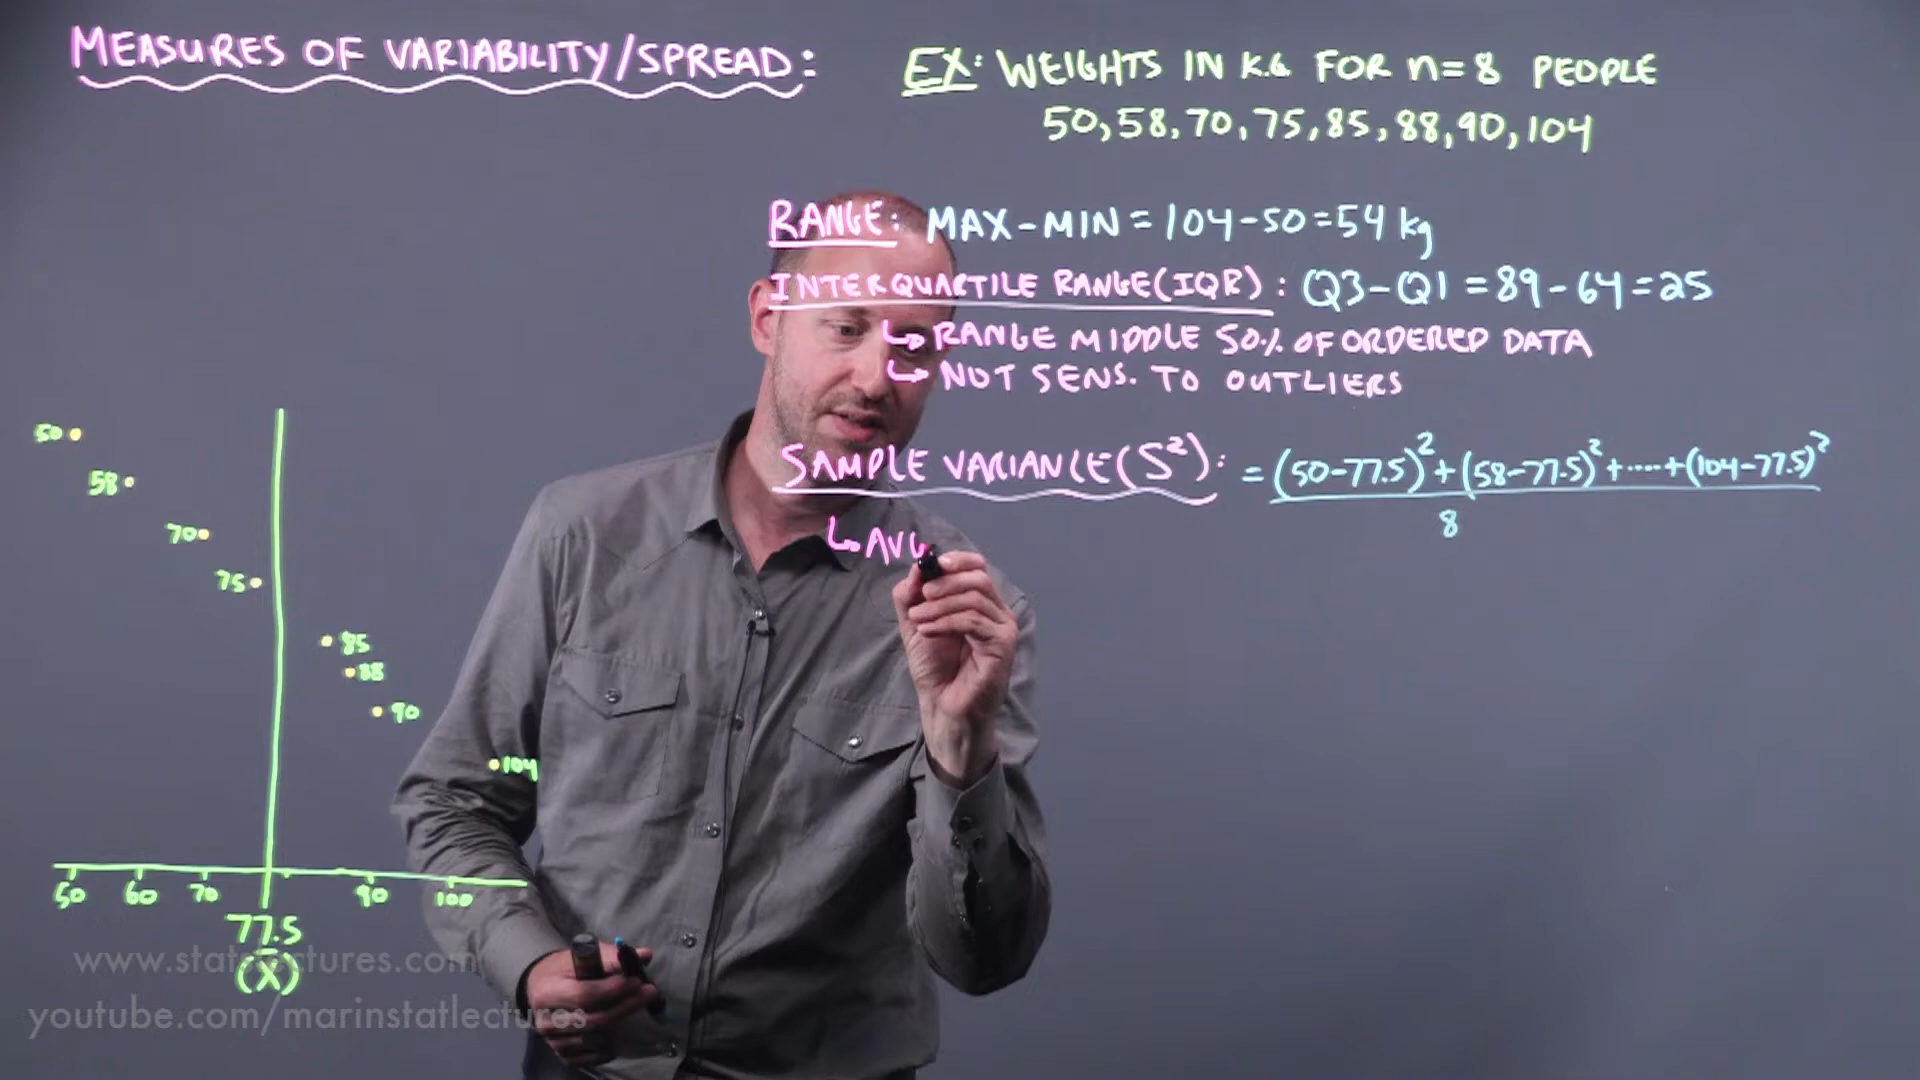 MEASURES OF VARIABILITY/SPREAD:
EX: WEIGHTS IN KG FOR n=8 PEOPLE
50,58,70,75,85,88,90,104
RANGE: MAX-MIN=104-50=54 kg
INTERQUARTILE RANGE(IQR): Q3-Q1=89-64=25
↳RANGE MIDDLE 50% OF ORDERED DATA
↳NOT SENS. TO OUTLIERS
SAMPLE VARIANCE(S²): =(50-77.5)²+(58-77.5)²+.....+(104-77.5)²
8
↳AVG
50
58
70
75
85
88
90
104
50 60 70 90 100
77.5
(X̄)
www.statslectures.com
youtube.com/marinstatlectures